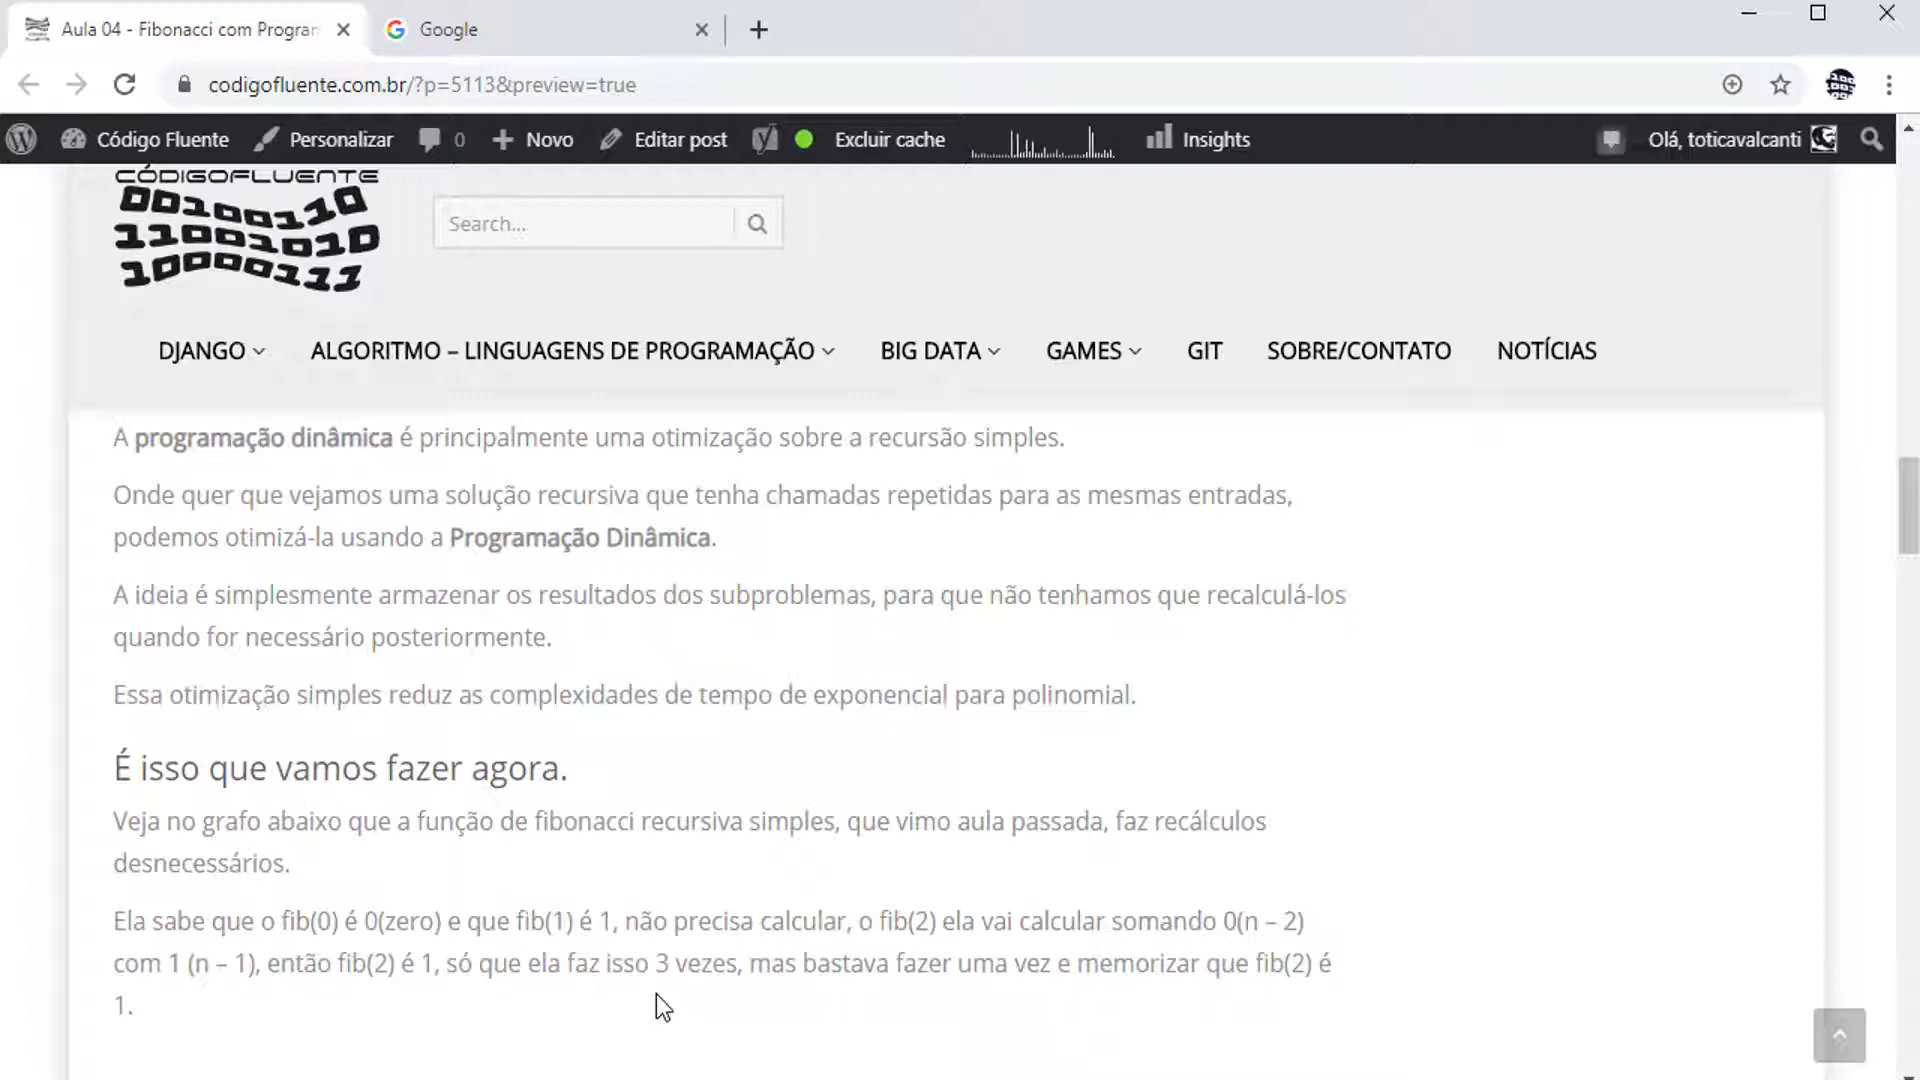 Aula 04 - Fibonacci com Program
Google
codigofluente.com.br/?p=5113&preview=true
Código Fluente
Personalizar
0
Novo
Editar post
Excluir cache
Insights
Olá, toticavalcanti
CÓDIGOFLUENTE
00100110
11001010
10000111
Search...
DJANGO
ALGORITMO – LINGUAGENS DE PROGRAMAÇÃO
BIG DATA
GAMES
GIT
SOBRE/CONTATO
NOTÍCIAS
A programação dinâmica é principalmente uma otimização sobre a recursão simples.
Onde quer que vejamos uma solução recursiva que tenha chamadas repetidas para as mesmas entradas,
podemos otimizá-la usando a Programação Dinâmica.
A ideia é simplesmente armazenar os resultados dos subproblemas, para que não tenhamos que recalculá-los
quando for necessário posteriormente.
Essa otimização simples reduz as complexidades de tempo de exponencial para polinomial.
É isso que vamos fazer agora.
Veja no grafo abaixo que a função de fibonacci recursiva simples, que vimo aula passada, faz recálculos
desnecessários.
Ela sabe que o fib(0) é 0(zero) e que fib(1) é 1, não precisa calcular, o fib(2) ela vai calcular somando 0(n – 2)
com 1 (n – 1), então fib(2) é 1, só que ela faz isso 3 vezes, mas bastava fazer uma vez e memorizar que fib(2) é
1.